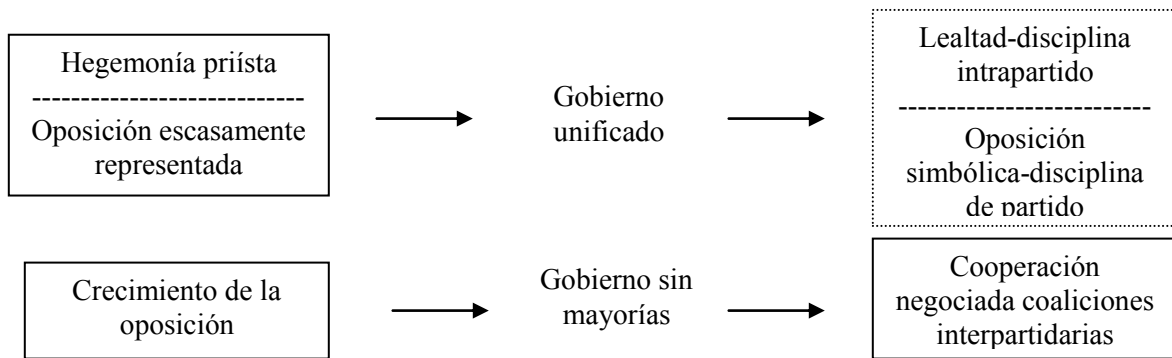 Hegemonía priísta
----------------------------
Oposición escasamente
representada
Gobierno
unificado
Lealtad-disciplina
intrapartido
--------------------------
Oposición
simbólica-disciplina
de partido
Crecimiento de la
oposición
Gobierno sin
mayorías
Cooperación
negociada coaliciones
interpartidarias